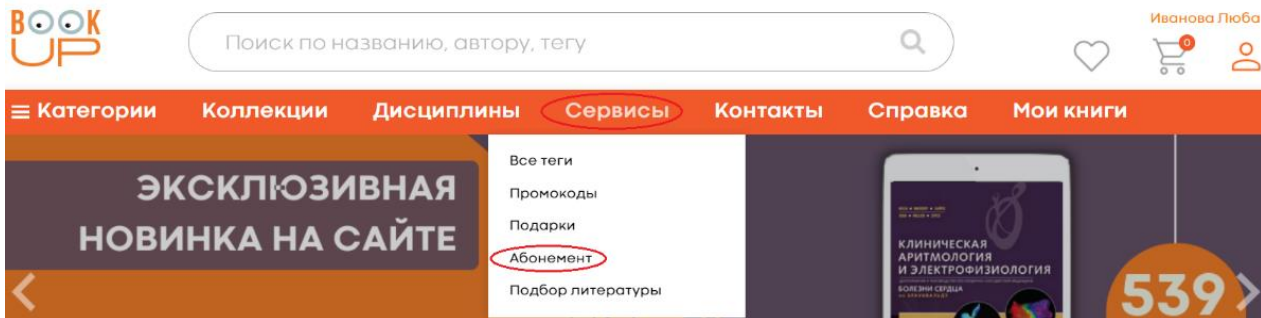 BOOK UP
Поиск по названию, автору, тегу
Иванова Люба
0
Категории Коллекции Дисциплины Сервисы Контакты Справка Мои книги
ЭКСКЛЮЗИВНАЯ
НОВИНКА НА САЙТЕ
Все теги
Промокоды
Подарки
Абонемент
Подбор литературы
КЛИНИЧЕСКАЯ
АРИТМОЛОГИЯ
И ЭЛЕКТРОФИЗИОЛОГИЯ
БОЛЕЗНИ СЕРДЦА
539